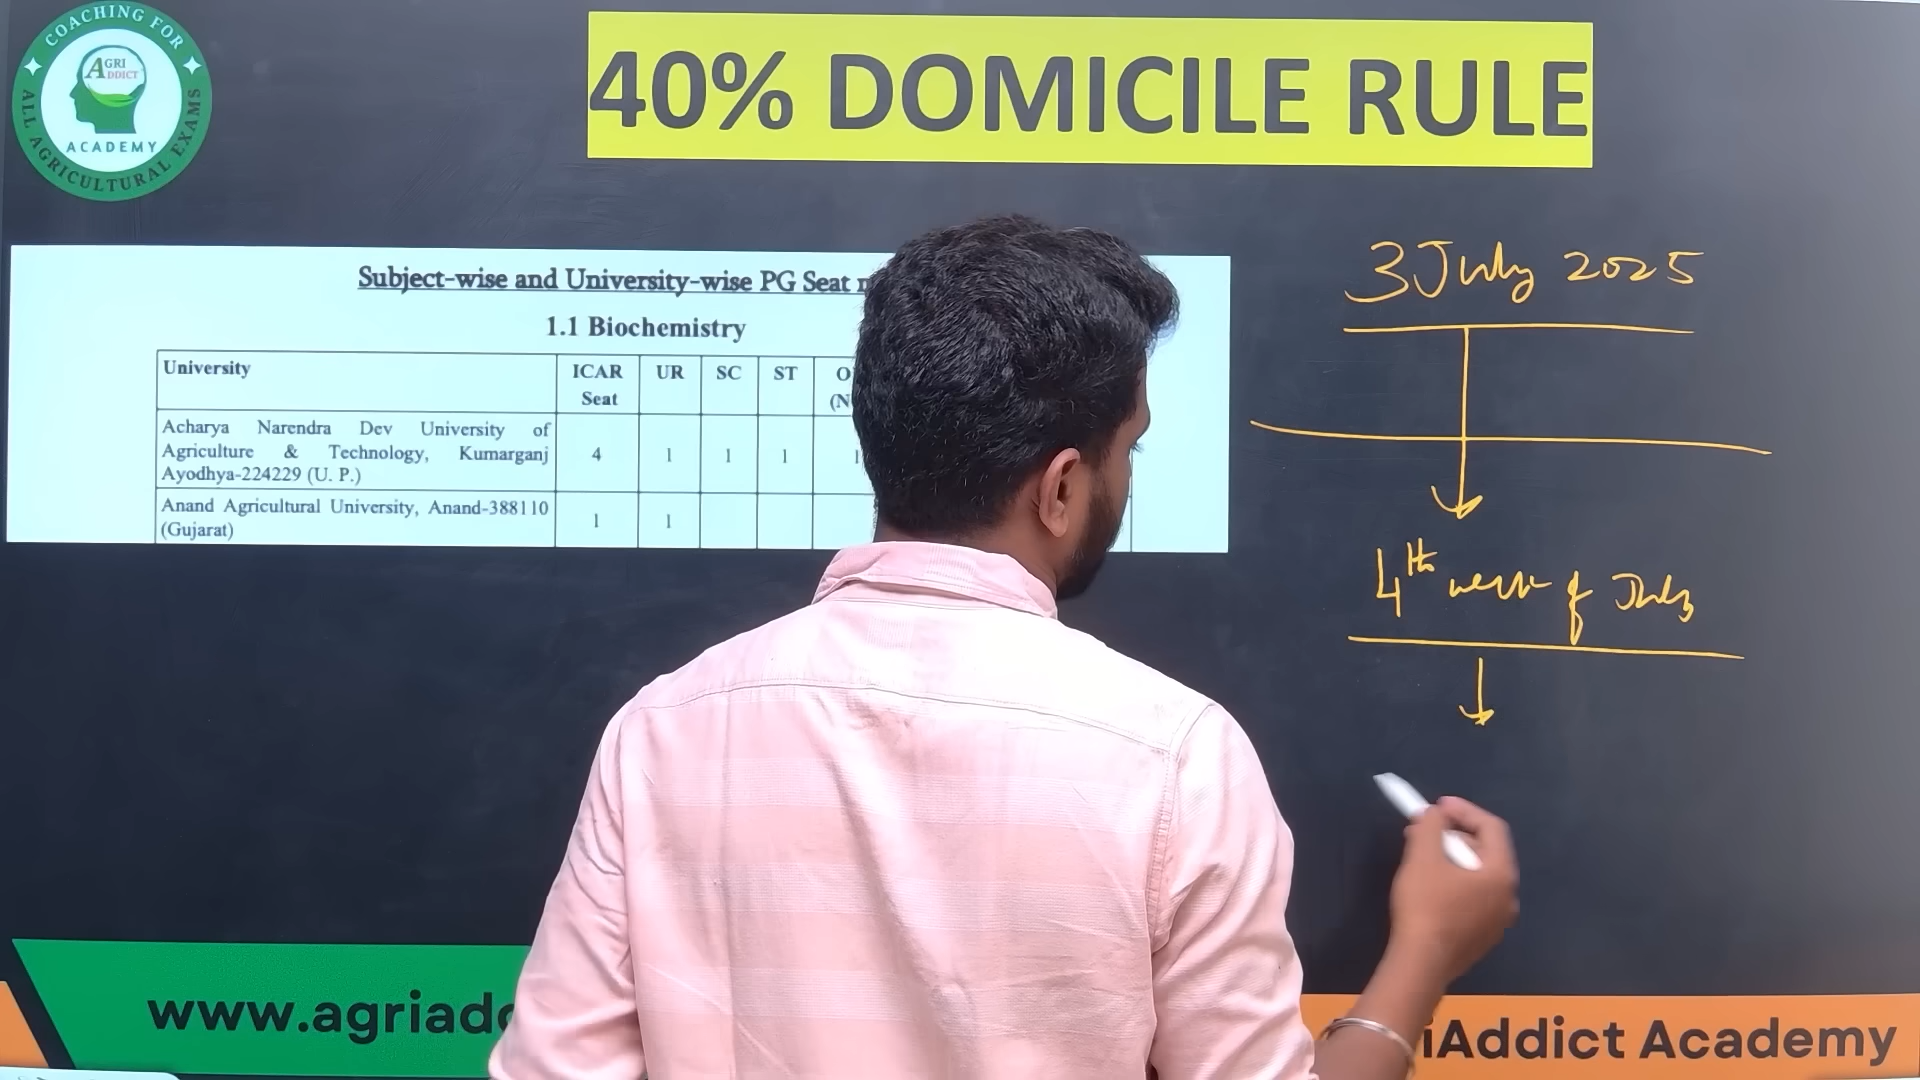 COACHING FOR
ALL AGRICULTURAL EXAMS
AGRI
ADDICT
ACADEMY
40% DOMICILE RULE
Subject-wise and University-wise PG Seat
1.1 Biochemistry
University ICAR Seat UR SC ST
Acharya Narendra Dev University of
Agriculture & Technology, Kumarganj
Ayodhya-224229 (U. P.) 4 1 1 1 1
Anand Agricultural University, Anand-388110
(Gujarat) 1 1
3 July 2025
4th week of July
www.agriadd
iAddict Academy